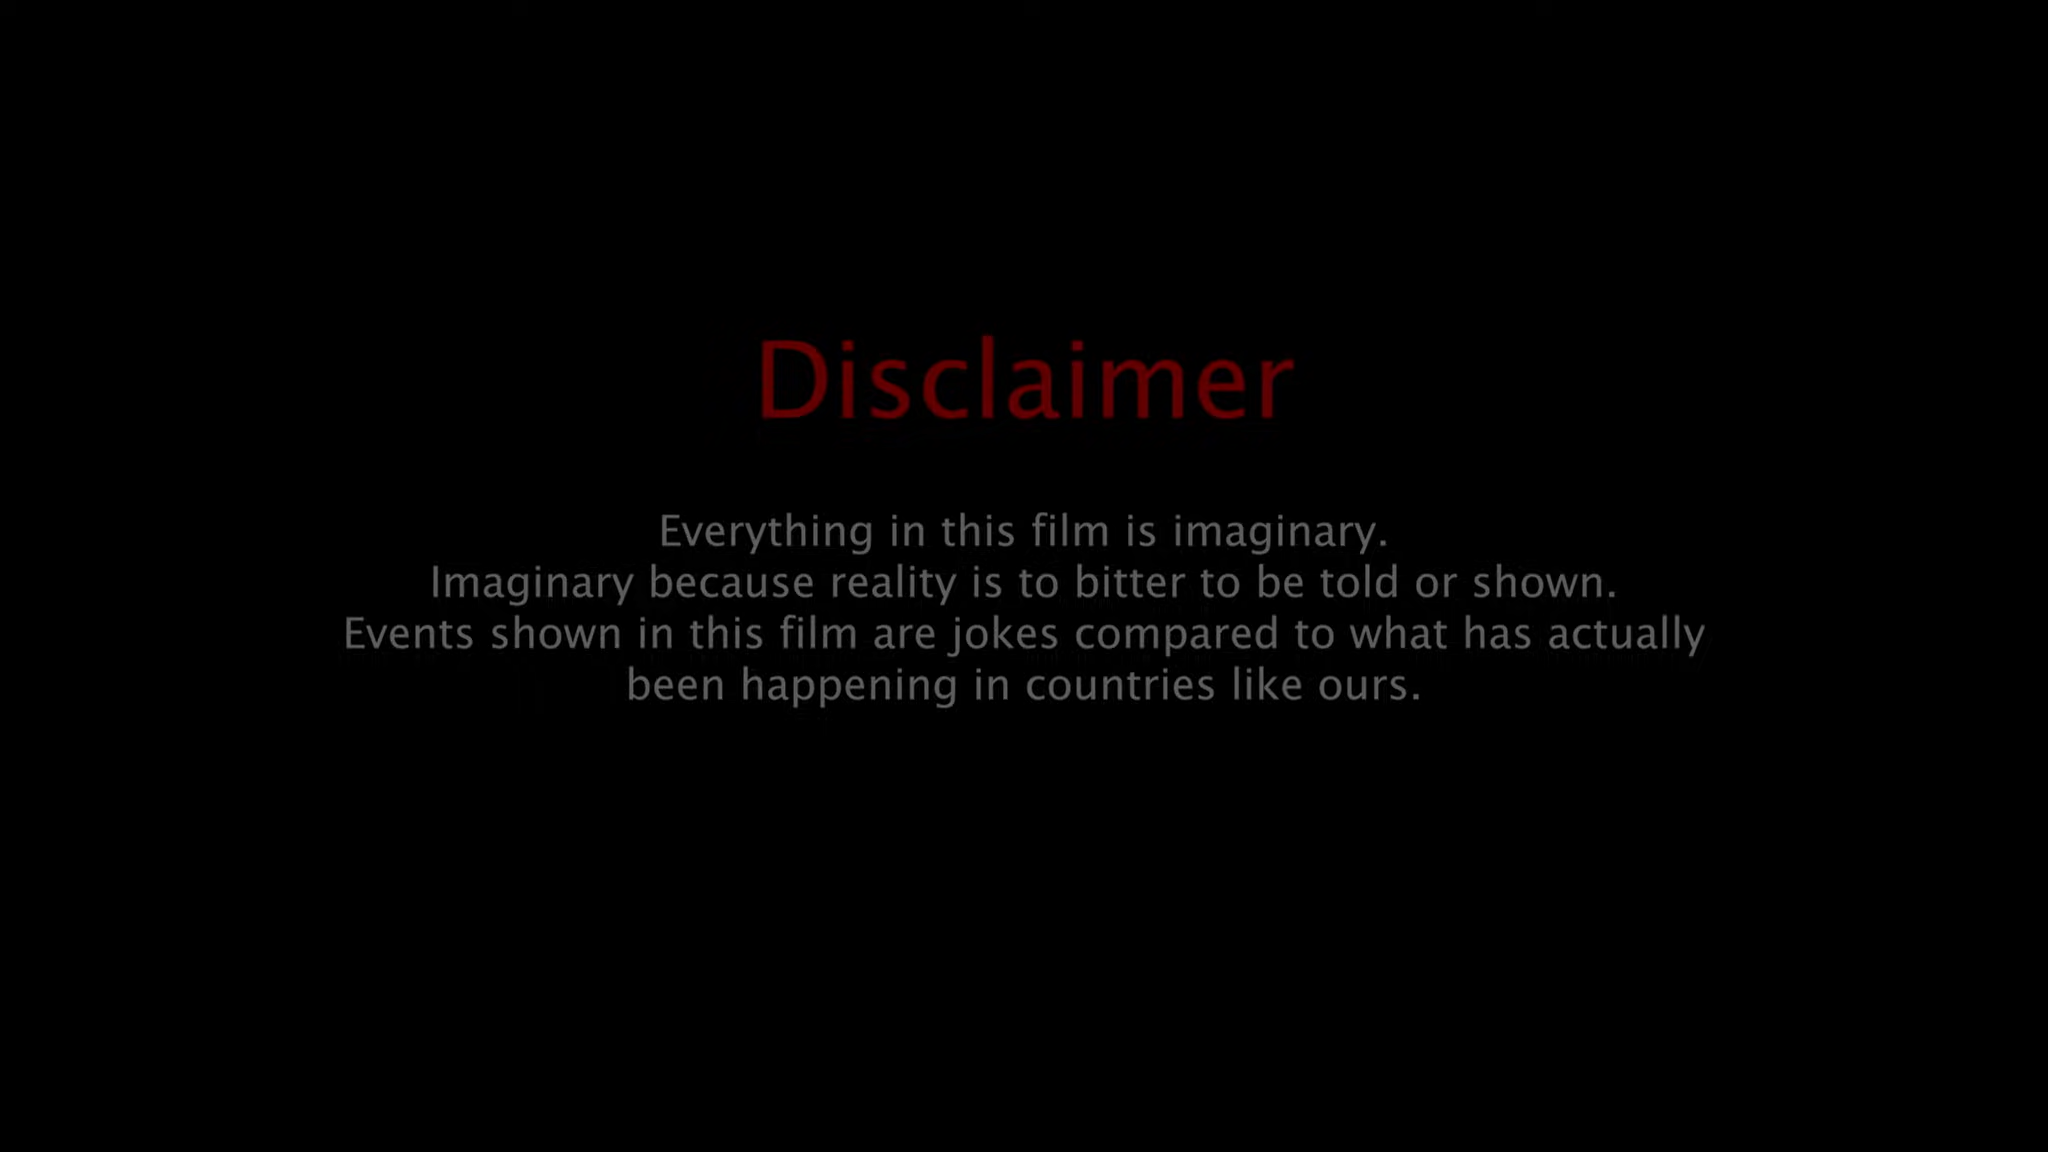 Disclaimer
Everything in this film is imaginary.
Imaginary because reality is to bitter to be told or shown.
Events shown in this film are jokes compared to what has actually
been happening in countries like ours.